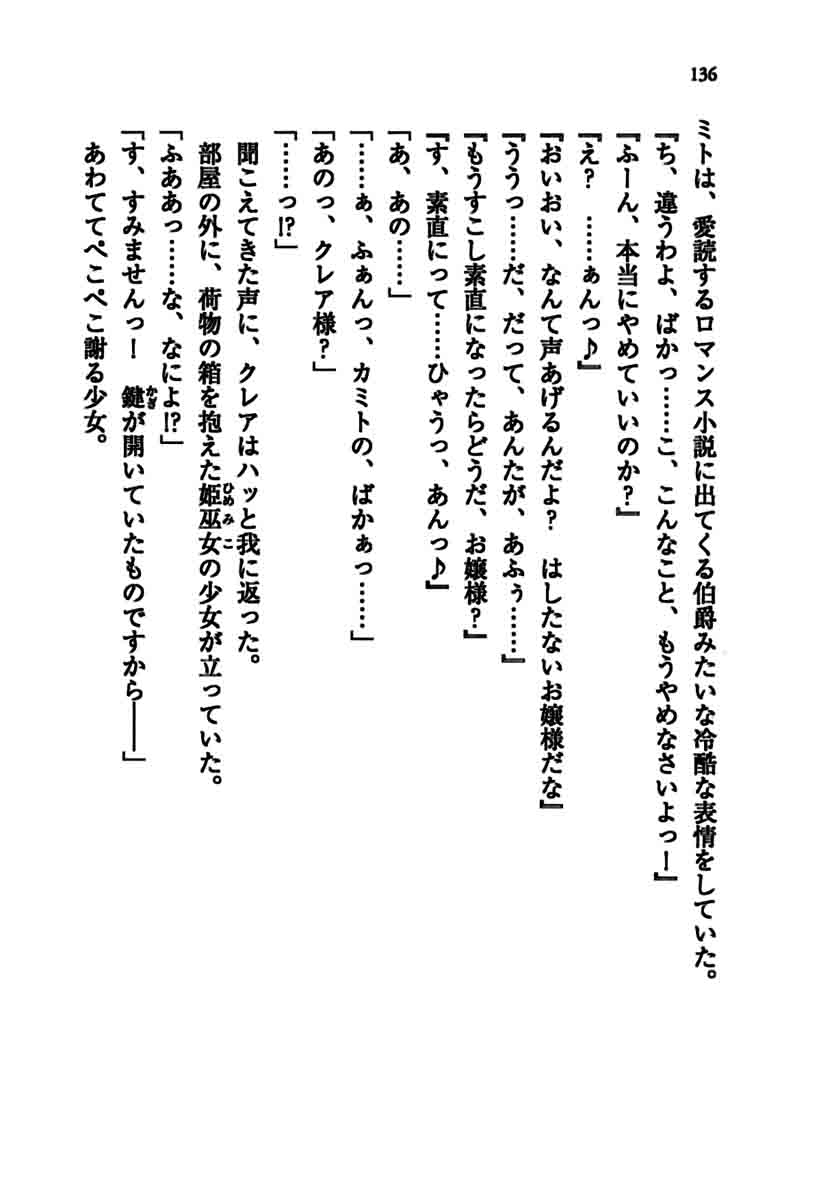 136
ミトは、愛読するロマンス小説に出てくる伯爵みたいな冷酷な表情をしていた。
『ち、違うわよ、ばかっ……こ、こんなこと、もうやめなさいよっ！』
『ふーん、本当にやめていいのか？』
『え？　……ぁんっ♪』
『おいおい、なんて声あげるんだよ？　はしたないお嬢様だな』
『ううっ……だ、だって、あんたが、あふぅ……』
『もうすこし素直になったらどうだ、お嬢様？』
『す、素直にって……ひゃうっ、あんっ♪』
「あ、あの……」
「……ぁ、ふぁんっ、カミトの、ばかぁっ……」
「あのっ、クレア様？」
「……っ!?」
聞こえてきた声に、クレアはハッと我に返った。
部屋の外に、荷物の箱を抱えた姫巫女の少女が立っていた。
「ふああっ……な、なによ!?」
「す、すみませんっ！　鍵が開いていたものですから――」
あわててぺこぺこ謝る少女。